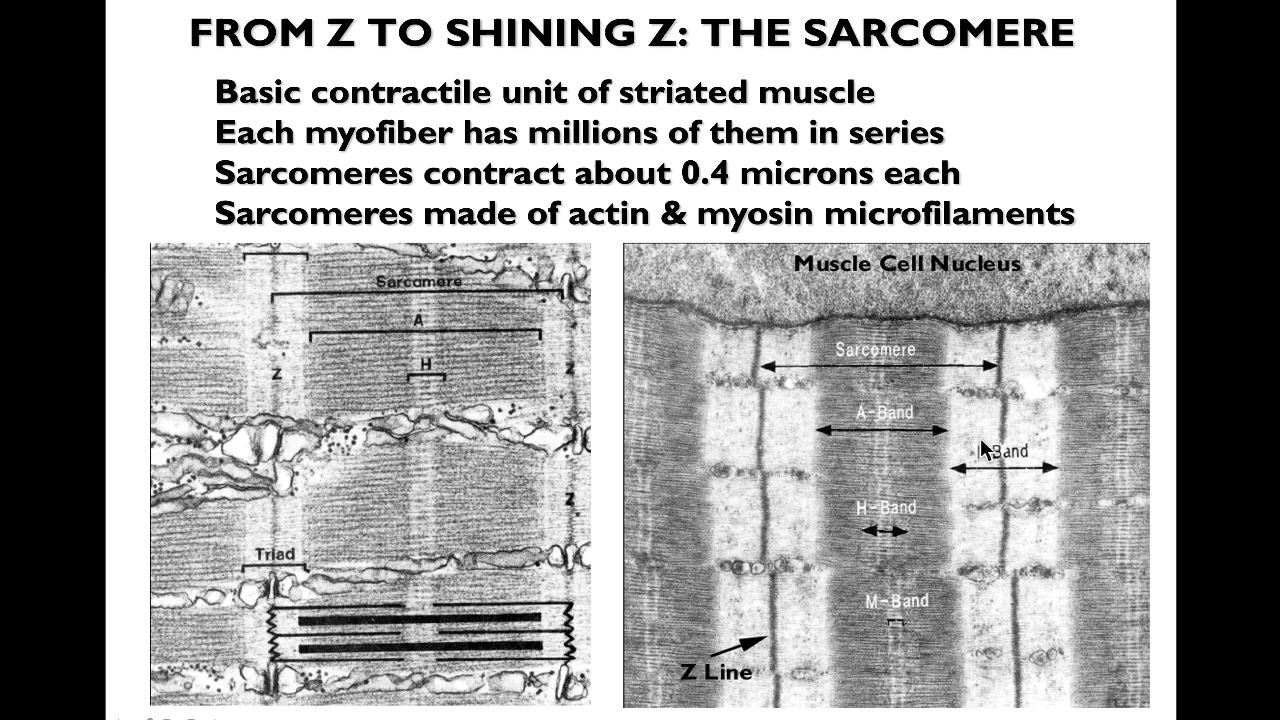 FROM Z TO SHINING Z: THE SARCOMERE
Basic contractile unit of striated muscle
Each myofiber has millions of them in series
Sarcomeres contract about 0.4 microns each
Sarcomeres made of actin & myosin microfilaments
Sarcomere
A
H
Z
Z
Z
Triad
Muscle Cell Nucleus
Sarcomere
A-Band
Band
H-Band
M-Band
Z Line